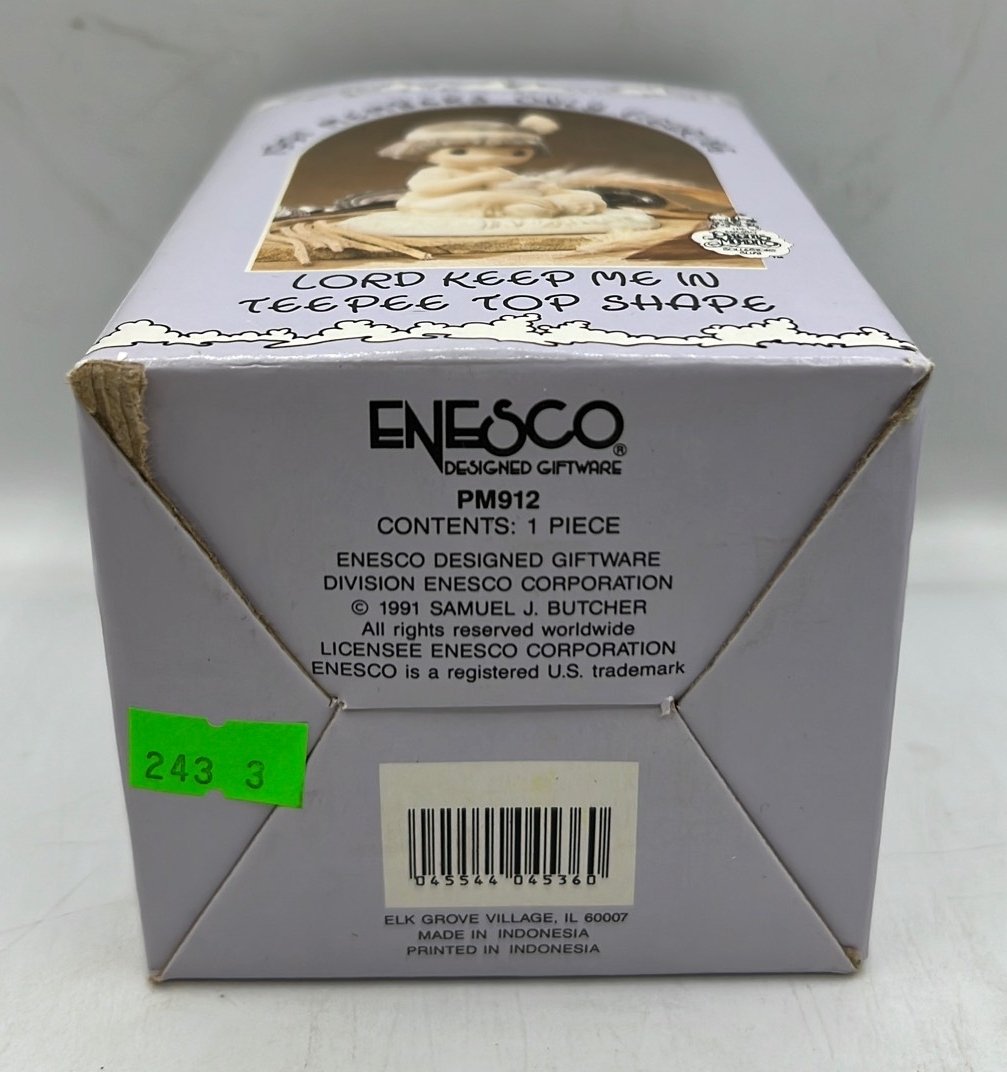 LORD KEEP ME IN
TEEPEE TOP SHAPE
ENESCO®
DESIGNED GIFTWARE
PM912
CONTENTS: 1 PIECE
ENESCO DESIGNED GIFTWARE
DIVISION ENESCO CORPORATION
© 1991 SAMUEL J. BUTCHER
All rights reserved worldwide
LICENSEE ENESCO CORPORATION
ENESCO is a registered U.S. trademark
243 3
045544 045360
ELK GROVE VILLAGE, IL 60007
MADE IN INDONESIA
PRINTED IN INDONESIA